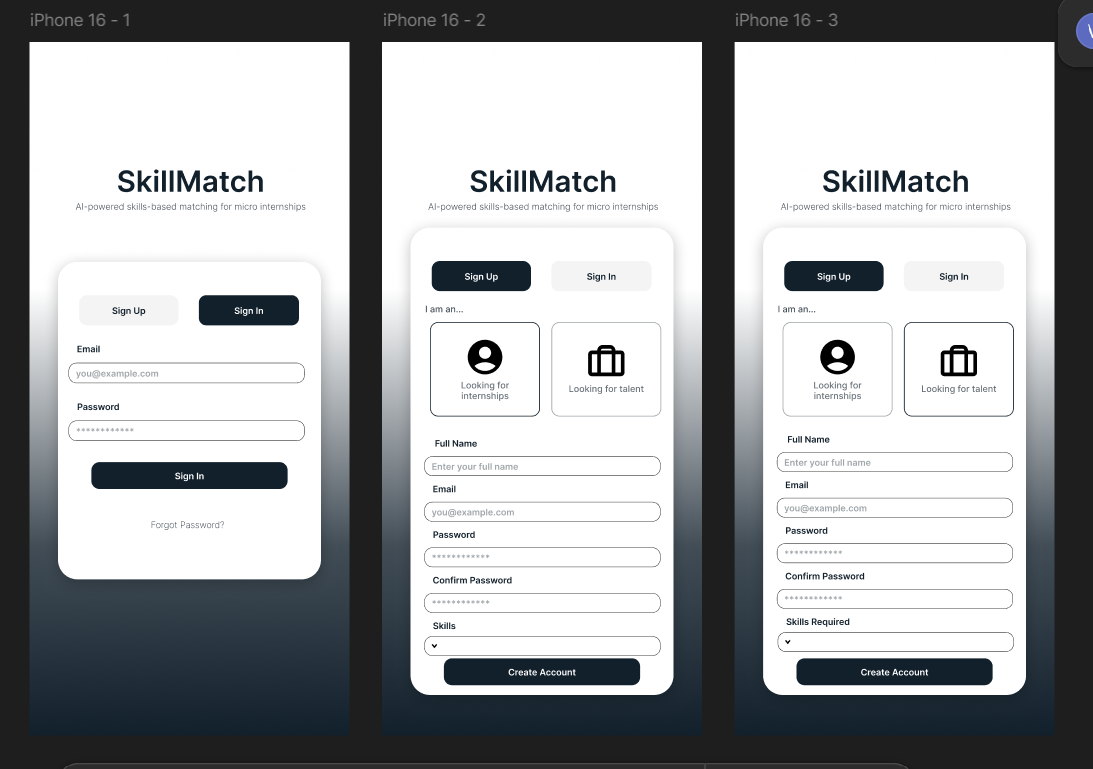 iPhone 16 - 1
SkillMatch
AI-powered skills-based matching for micro internships
Sign Up
Sign In
Email
you@example.com
Password
************
Sign In
Forgot Password?
iPhone 16 - 2
SkillMatch
AI-powered skills-based matching for micro internships
Sign Up
Sign In
I am an...
Looking for
internships
Looking for talent
Full Name
Enter your full name
Email
you@example.com
Password
************
Confirm Password
************
Skills
Create Account
iPhone 16 - 3
SkillMatch
AI-powered skills-based matching for micro internships
Sign Up
Sign In
I am an...
Looking for
internships
Looking for talent
Full Name
Enter your full name
Email
you@example.com
Password
************
Confirm Password
************
Skills Required
Create Account